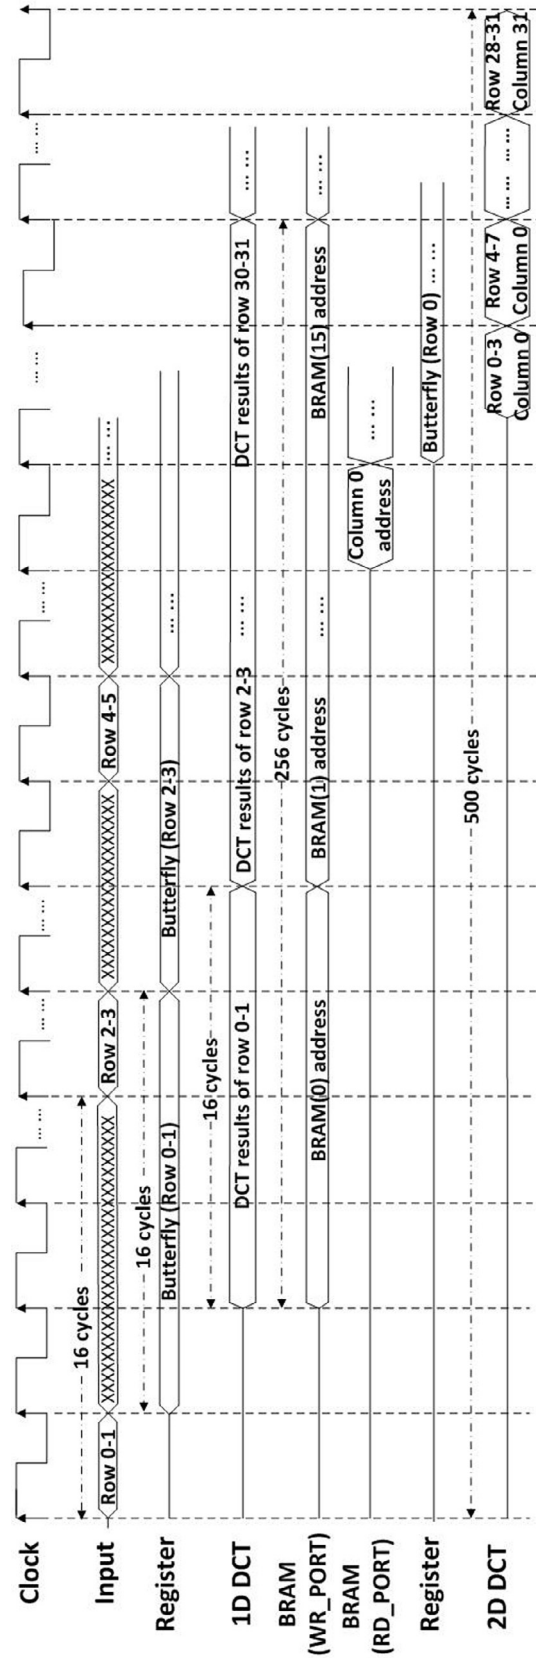 Clock
... ...
... ...
... ...
... ...
... ...
Input
Row 0-1
XXXXXXXXXXXXXXXX
Row 2-3
XXXXXXXXXXX
Row 4-5
XXXXXXXXXXX
... ...
16 cycles
Register
Butterfly (Row 0-1)
Butterfly (Row 2-3)
... ...
16 cycles
1D DCT
DCT results of row 0-1
DCT results of row 2-3
... ...
DCT results of row 30-31
... ...
16 cycles
256 cycles
BRAM
(WR_PORT)
BRAM(0) address
BRAM(1) address
... ...
BRAM(15) address
... ...
BRAM
(RD_PORT)
Column 0
address
... ...
Register
Butterfly (Row 0) ... ...
500 cycles
2D DCT
Row 0-3
Column 0
Row 4-7
Column 0
... ... ... ...
Row 28-31
Column 31